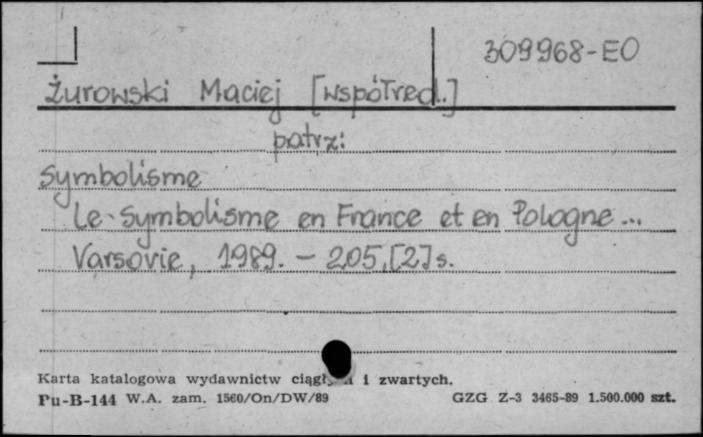 309968-EO
Żurowski Maciej [współred.]
patrz:
Symbolisme
Le Symbolisme en France et en Pologne...
Varsovie, 1989. - 205,[2]s.
Karta katalogowa wydawnictw i zwartych.
Pu-B-144 W.A. zam. 1560/On/DW/89 GZG Z-3 3465-89 1.500.000 szt.